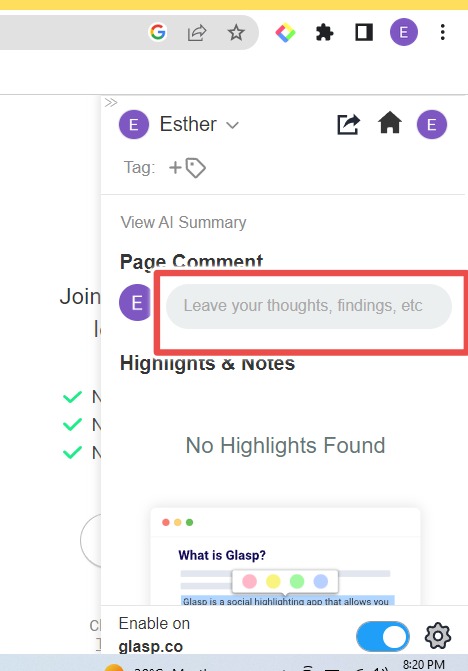 E
E Esther E
Tag: +
View AI Summary
Page Comment
Join
E Leave your thoughts, findings, etc
Highlights & Notes
N
N
N
No Highlights Found
What is Glasp?
Glasp is a social highlighting app that allows you
Enable on
glasp.co
8:20 PM